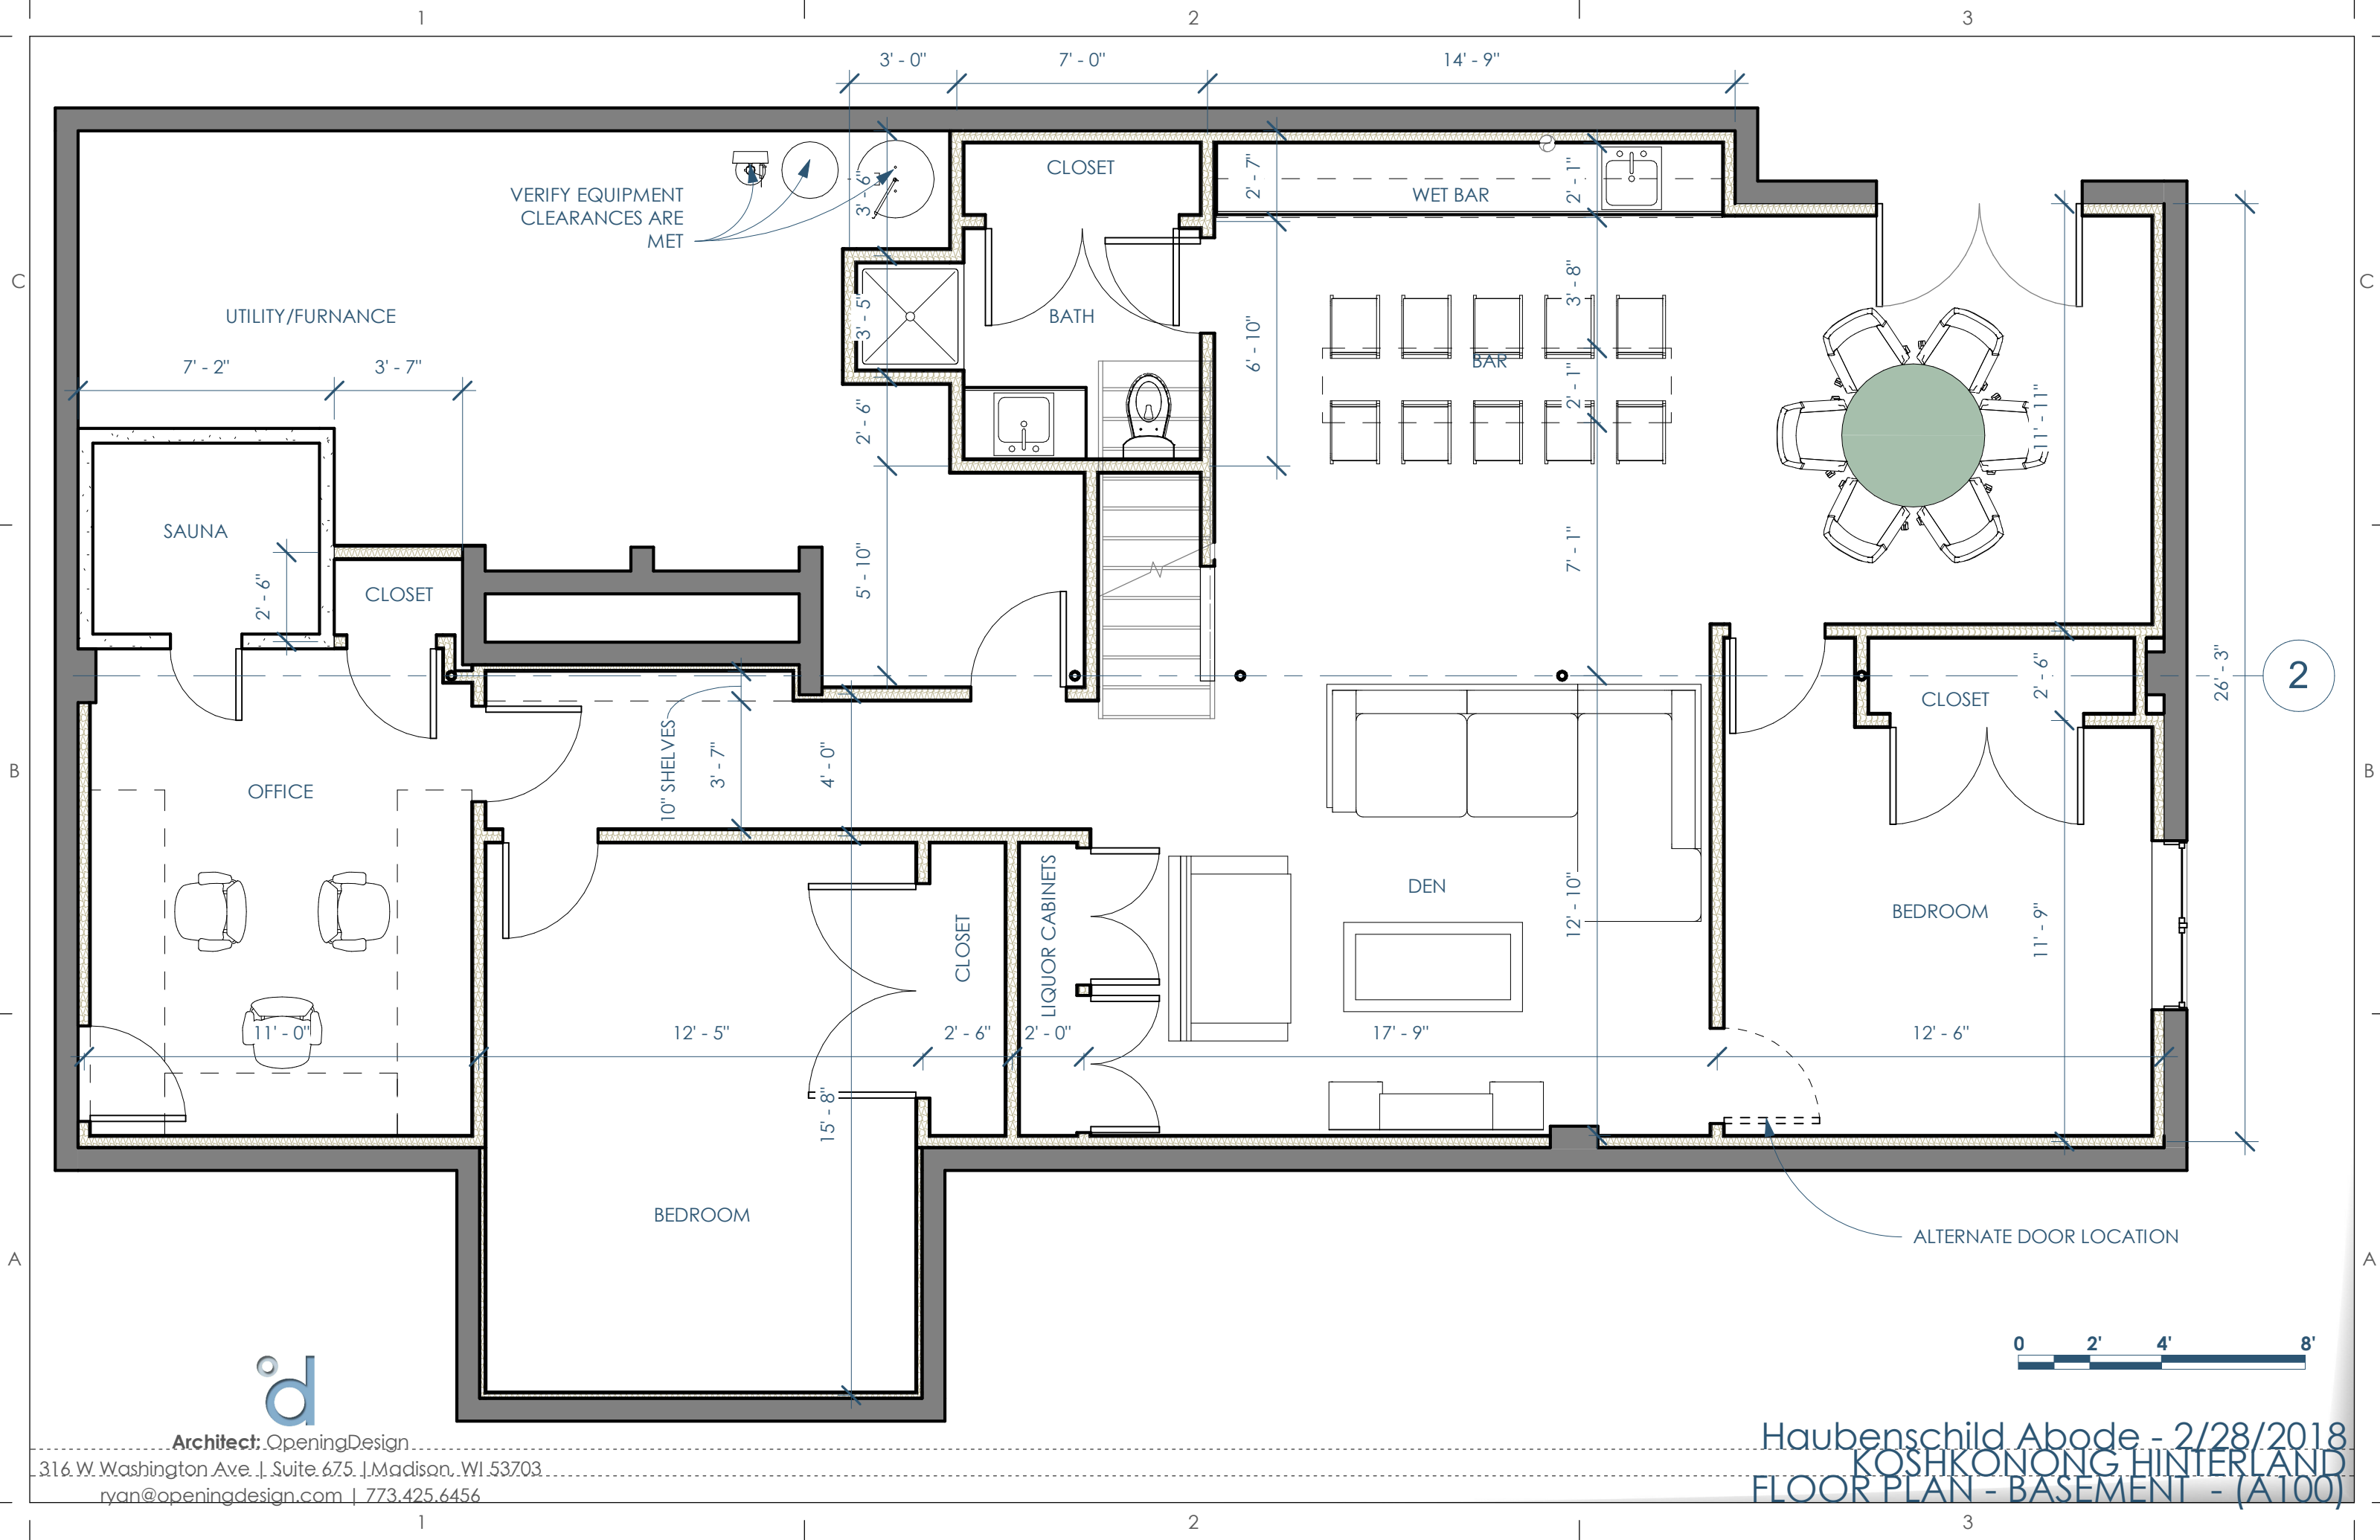 1
2
3
3' - 0"
7' - 0"
14' - 9"
CLOSET
WET BAR
2' - 7"
2' - 1"
3' - 6"
VERIFY EQUIPMENT
CLEARANCES ARE
MET
C
C
UTILITY/FURNANCE
BATH
3' - 5"
3' - 8"
6' - 10"
BAR
7' - 2"
3' - 7"
2' - 6"
2' - 1"
11' - 11"
SAUNA
2' - 6"
CLOSET
5' - 10"
7' - 1"
CLOSET
2' - 6"
26' - 3"
2
B
B
OFFICE
10" SHELVES
3' - 7"
4' - 0"
DEN
12' - 10"
BEDROOM
11' - 9"
CLOSET
LIQUOR CABINETS
11' - 0"
12' - 5"
2' - 6"
2' - 0"
17' - 9"
12' - 6"
15' - 8"
BEDROOM
ALTERNATE DOOR LOCATION
A
A
0 2' 4' 8'
d
Architect: OpeningDesign
316 W Washington Ave | Suite 675 |Madison, WI 53703
ryan@openingdesign.com | 773.425.6456
Haubenschild Abode - 2/28/2018
KOSHKONONG HINTERLAND
FLOOR PLAN - BASEMENT - (A100)
1
2
3